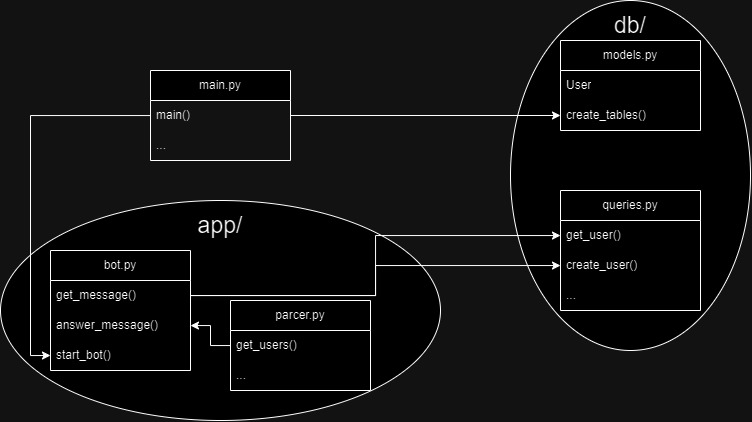 db/
models.py
User
create_tables()
main.py
main()
...
app/
bot.py
get_message()
answer_message()
start_bot()
parcer.py
get_users()
...
queries.py
get_user()
create_user()
...